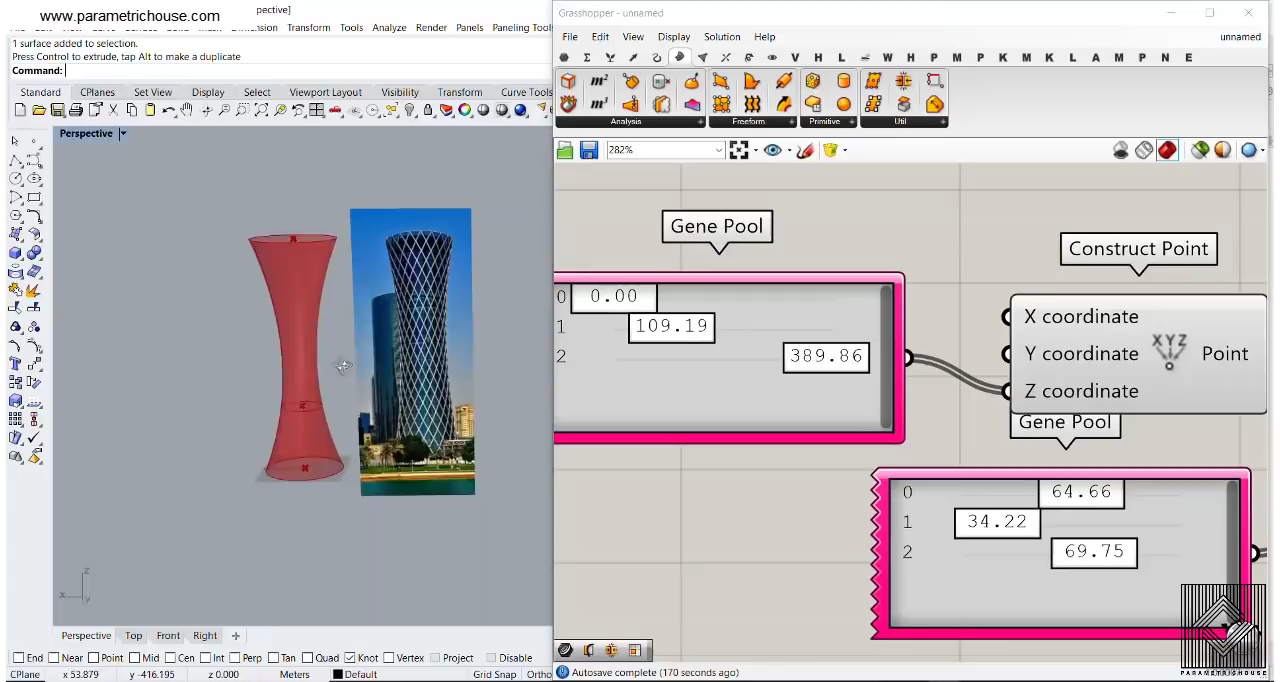 www.parametrichouse.com
pective]
nsion Transform Tools Analyze Render Panels Paneling Tools
1 surface added to selection.
Press Control to extrude, tap Alt to make a duplicate
Command:
Standard CPlanes Set View Display Select Viewport Layout Visibility Transform Curve Tools
Perspective
x
z
y
Perspective Top Front Right
End Near Point Mid Cen Int Perp Tan Quad Knot Vertex Project Disable
CPlane x 53.879 y -416.195 z 0.000 Meters Default Grid Snap Ortho
Grasshopper - unnamed
File Edit View Display Solution Help unnamed
V H L W H P M P K M K L A M P N E
m²
m³
Analysis Freeform Primitive Util
282%
Gene Pool
0 0.00
1 109.19
2 389.86
Construct Point
X coordinate
Y coordinate
Z coordinate
XYZ
Point
Gene Pool
0 64.66
1 34.22
2 69.75
PARAMETRICHOUSE
Autosave complete (170 seconds ago)